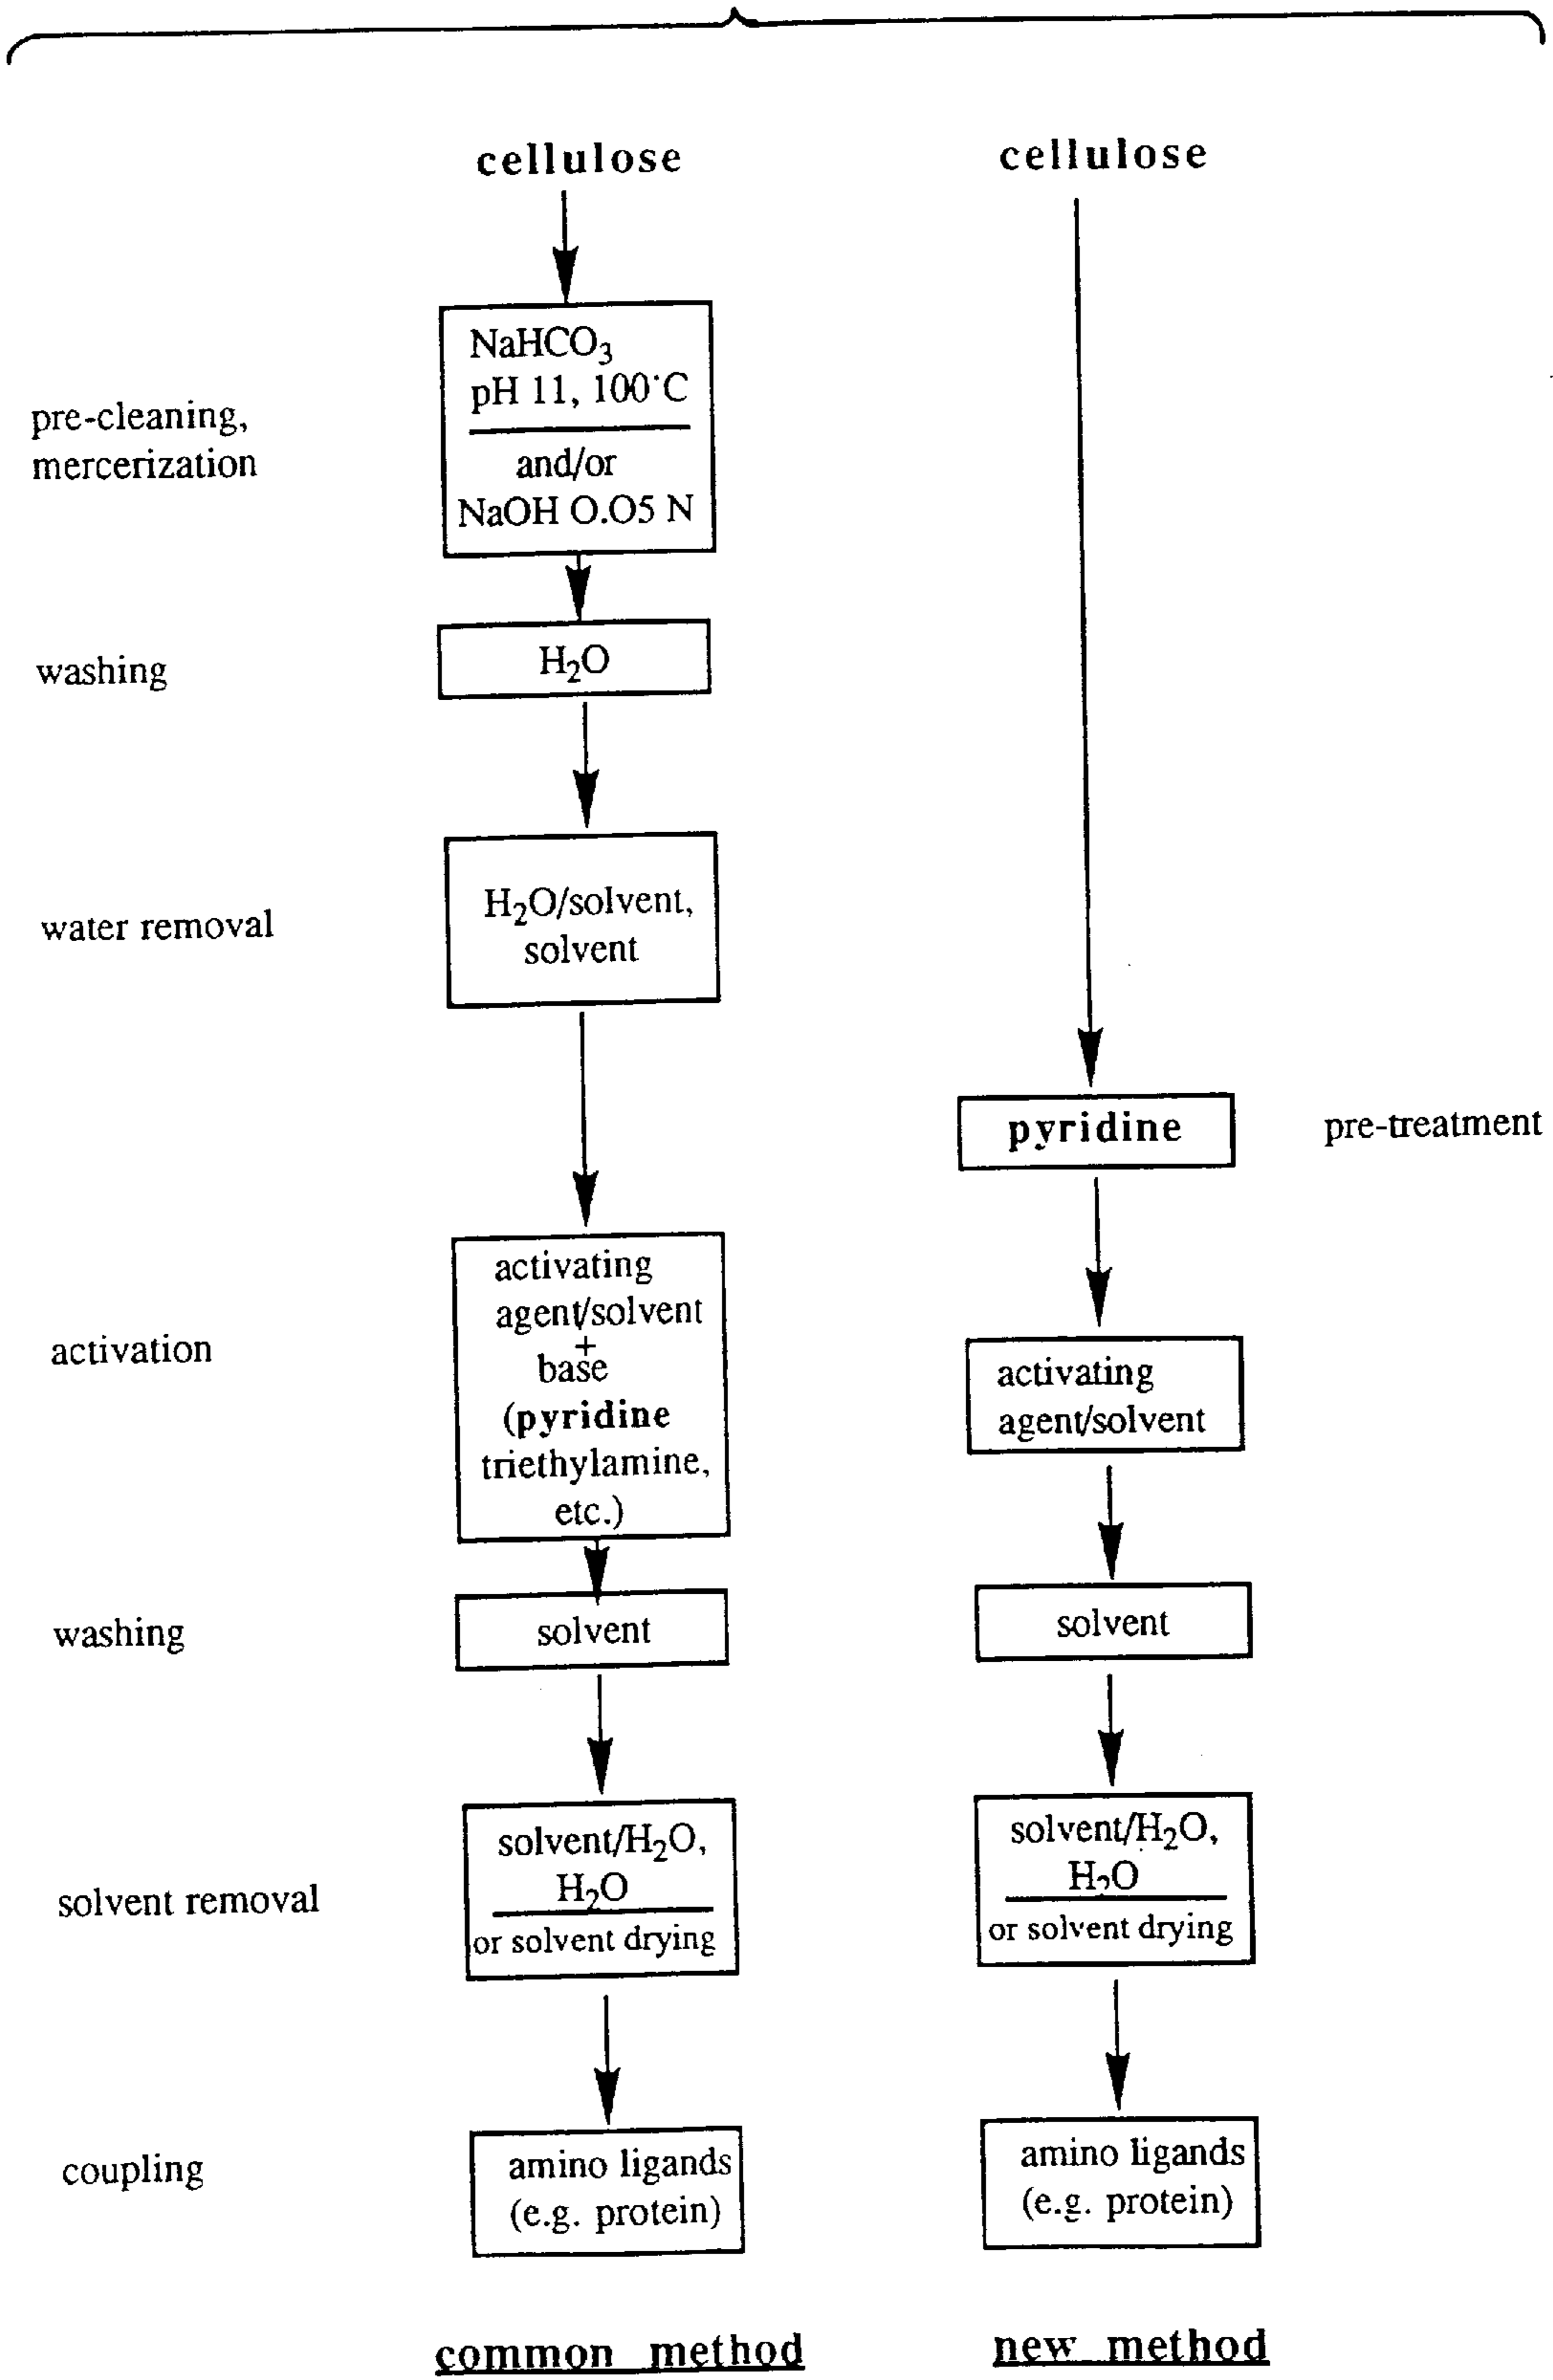 cellulose
cellulose
pre-cleaning,
mercerization
NaHCO₃
pH 11, 100°C
and/or
NaOH O.O5 N
washing
H₂O
water removal
H₂O/solvent,
solvent
pyridine
pre-treatment
activation
activating
agent/solvent
+
base
(pyridine
triethylamine,
etc.)
activating
agent/solvent
washing
solvent
solvent
solvent removal
solvent/H₂O,
H₂O
or solvent drying
solvent/H₂O,
H₂O
or solvent drying
coupling
amino ligands
(e.g. protein)
amino ligands
(e.g. protein)
common method
new method